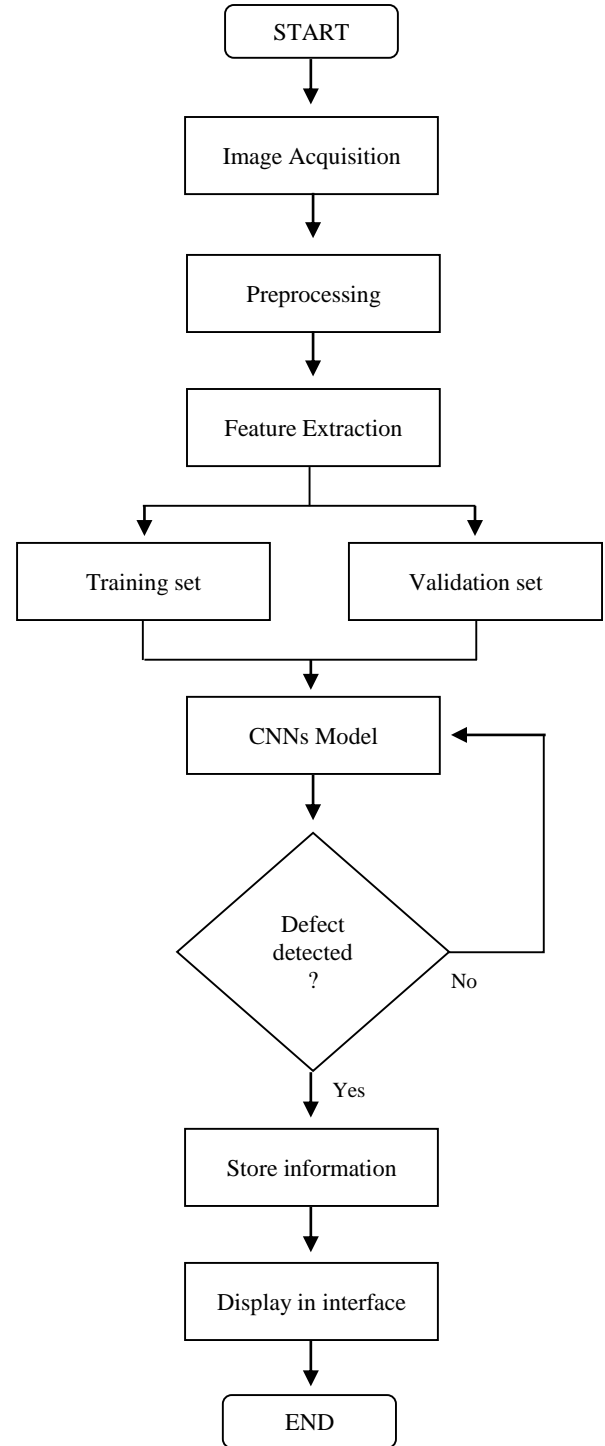 START
Image Acquisition
Preprocessing
Feature Extraction
Training set
Validation set
CNNs Model
Defect
detected
?
No
Yes
Store information
Display in interface
END